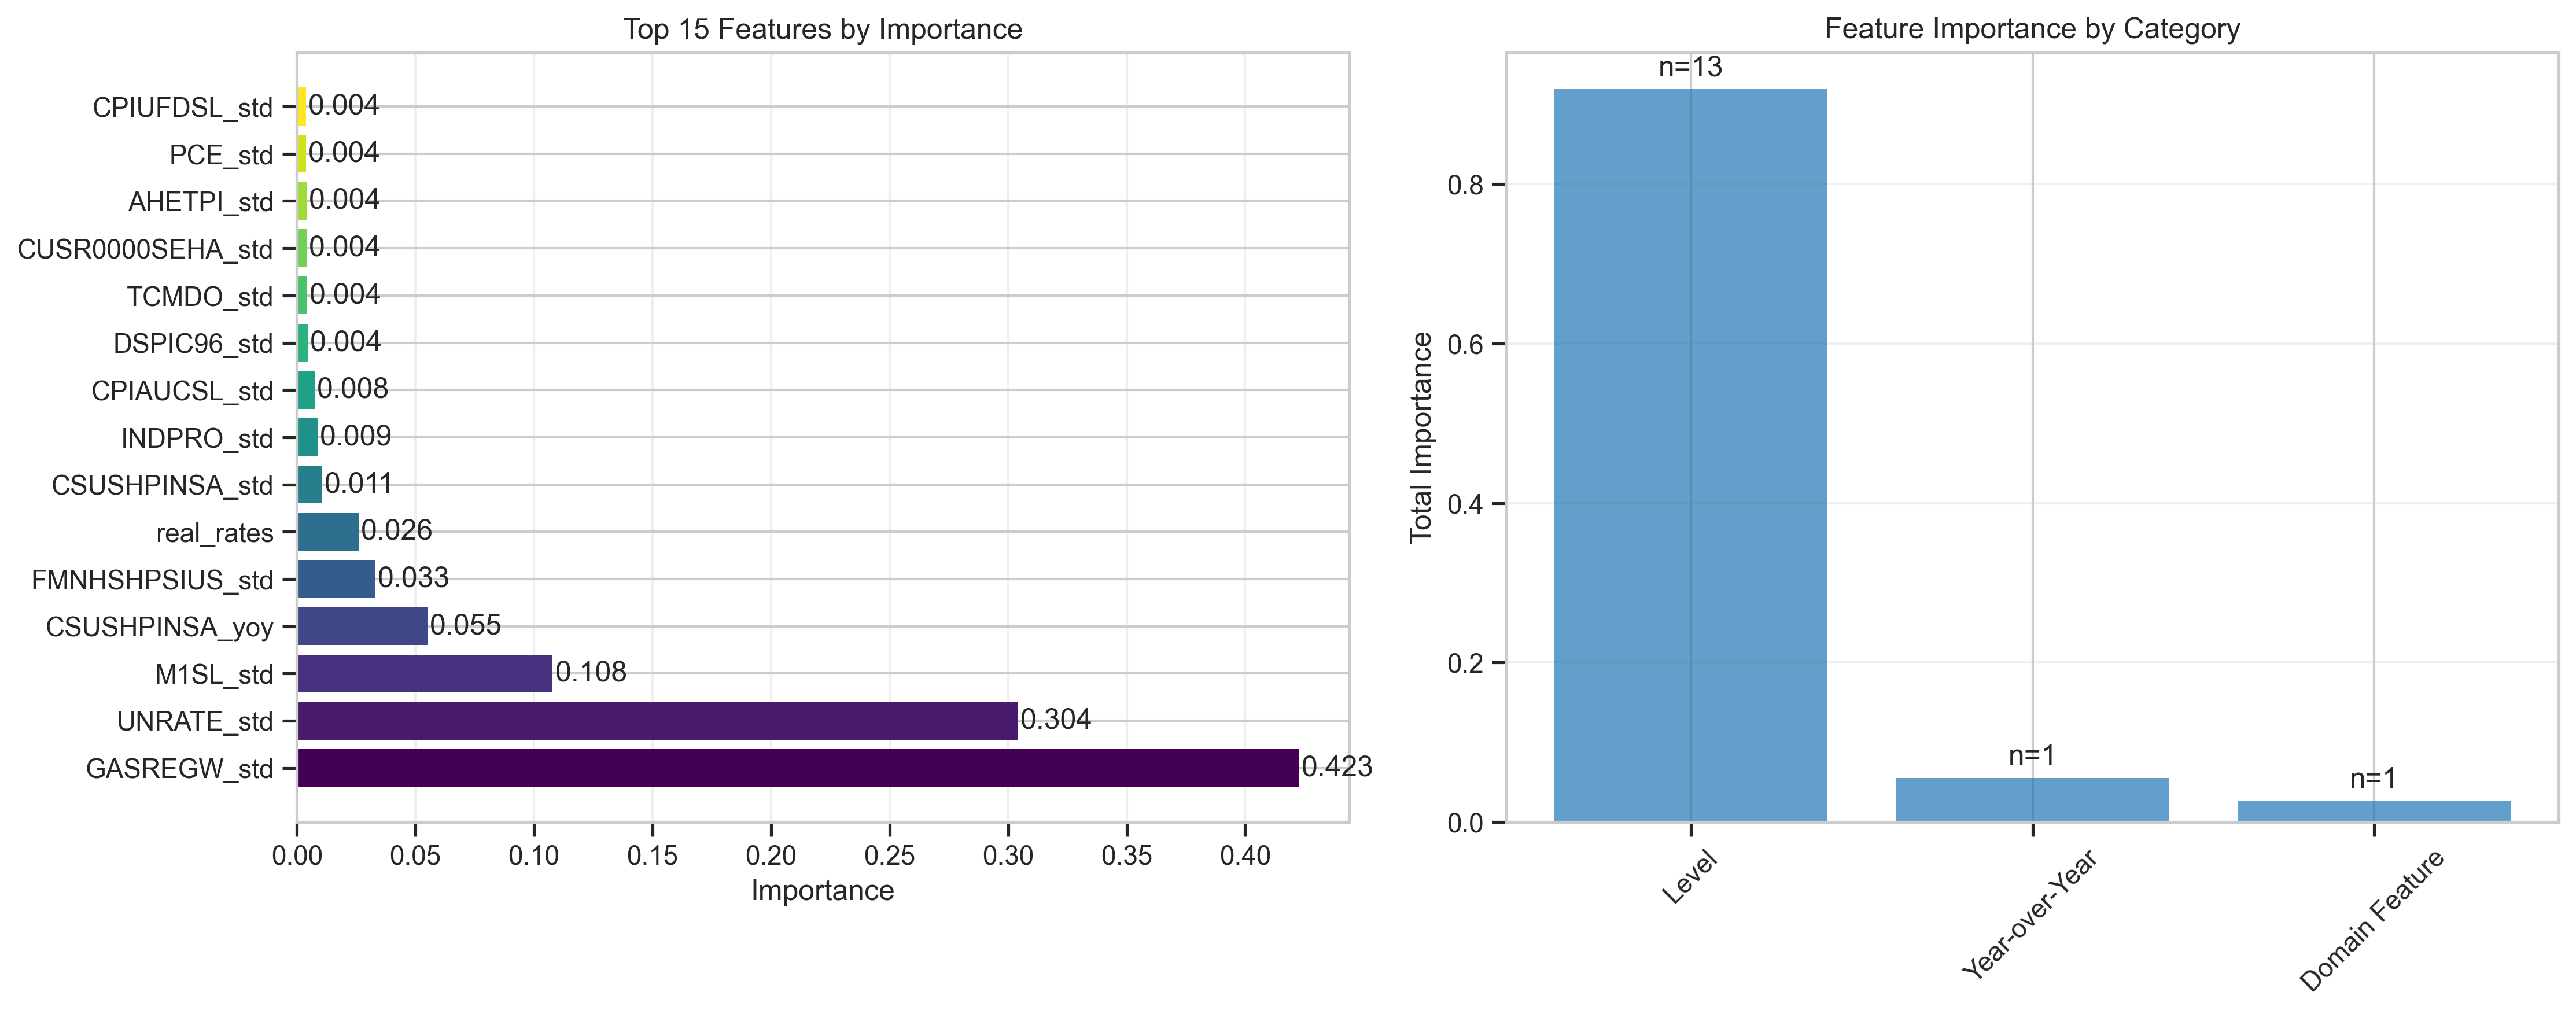 Top 15 Features by Importance
CPIUFDSL_std 0.004
PCE_std 0.004
AHETPI_std 0.004
CUSR0000SEHA_std 0.004
TCMDO_std 0.004
DSPIC96_std 0.004
CPIAUCSL_std 0.008
INDPRO_std 0.009
CSUSHPINSA_std 0.011
real_rates 0.026
FMNHSHPSIUS_std 0.033
CSUSHPINSA_yoy 0.055
M1SL_std 0.108
UNRATE_std 0.304
GASREGW_std 0.423
0.00 0.05 0.10 0.15 0.20 0.25 0.30 0.35 0.40
Importance
Feature Importance by Category
n=13
n=1
n=1
Total Importance
0.8
0.6
0.4
0.2
0.0
Level
Year-over-Year
Domain Feature